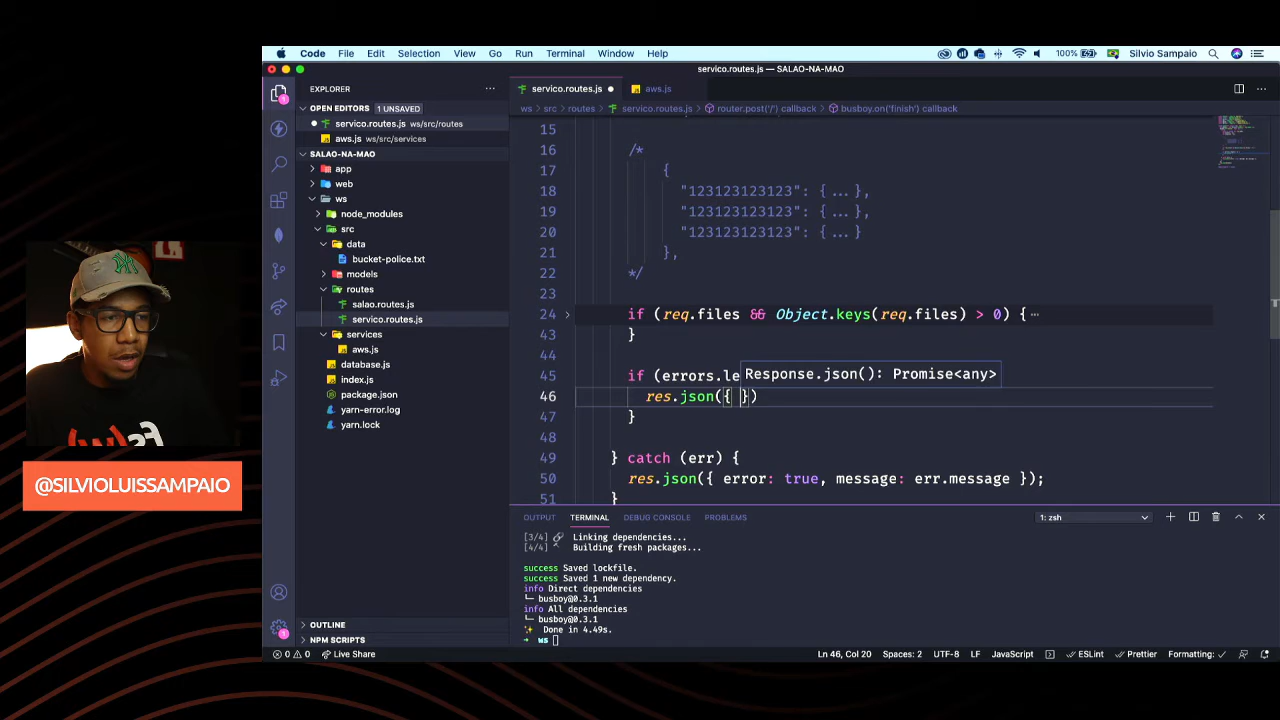 Code File Edit Selection View Go Run Terminal Window Help 100% Silvio Sampaio
servico.routes.js — SALAO-NA-MAO
EXPLORER
servico.routes.js
aws.js
OPEN EDITORS 1 UNSAVED
ws > src > routes > servico.routes.js > router.post('/') callback > busboy.on('finish') callback
servico.routes.js ws/src/routes
aws.js ws/src/services
SALAO-NA-MAO
app
web
ws
node_modules
src
data
bucket-police.txt
models
routes
salao.routes.js
servico.routes.js
services
aws.js
database.js
index.js
package.json
yarn-error.log
yarn.lock
OUTLINE
NPM SCRIPTS
15
16 /*
17 {
18 "123123123123": {...},
19 "123123123123": {...},
20 "123123123123": {...}
21 },
22 */
23
24 if (req.files && Object.keys(req.files) > 0) {
43 }
44
45 if (errors.le
Response.json(): Promise<any>
46 res.json({ })
47 }
48
49 } catch (err) {
50 res.json({ error: true, message: err.message });
51 }
OUTPUT TERMINAL DEBUG CONSOLE PROBLEMS 1: zsh
[3/4] Linking dependencies...
[4/4] Building fresh packages...
success Saved lockfile.
success Saved 1 new dependency.
info Direct dependencies
└─ busboy@0.3.1
info All dependencies
└─ busboy@0.3.1
Done in 4.49s.
ws
0 0 Live Share Ln 46, Col 20 Spaces: 2 UTF-8 LF JavaScript ESLint Prettier Formatting:
@SILVIOLUISSAMPAIO